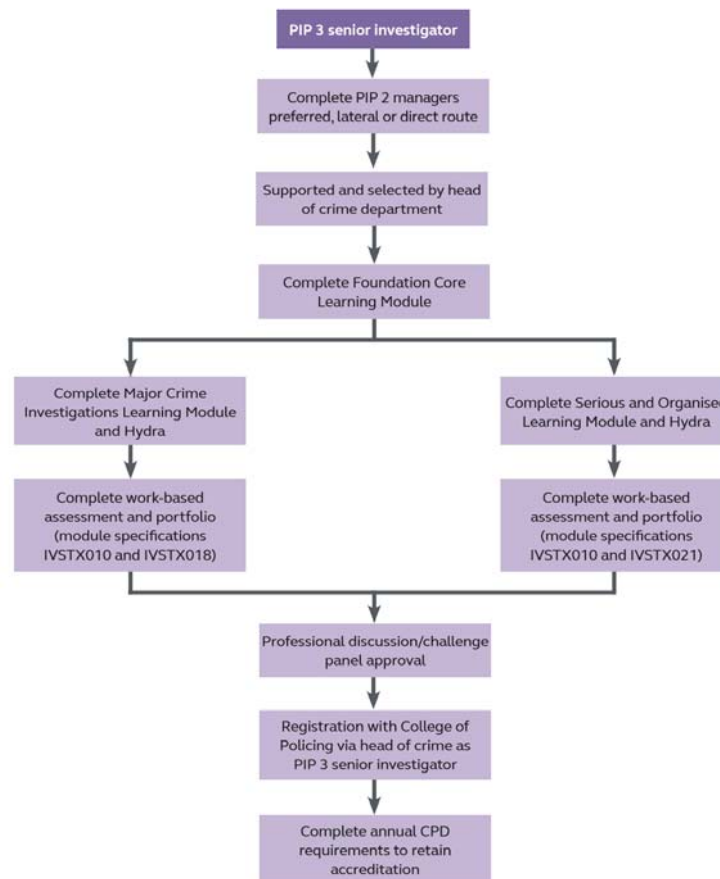 PIP 3 senior investigator
Complete PIP 2 managers
preferred, lateral or direct route
Supported and selected by head
of crime department
Complete Foundation Core
Learning Module
Complete Major Crime
Investigations Learning Module
and Hydra
Complete work-based
assessment and portfolio
(module specifications
IVSTX010 and IVSTX018)
Complete Serious and Organise
Learning Module and Hydra
Complete work-based
assessment and portfolio
(module specifications
IVSTX010 and IVSTX021)
Professional discussion/challenge
panel approval
Registration with College of
Policing via head of crime as
PIP 3 senior investigator
Complete annual CPD
requirements to retain
accreditation